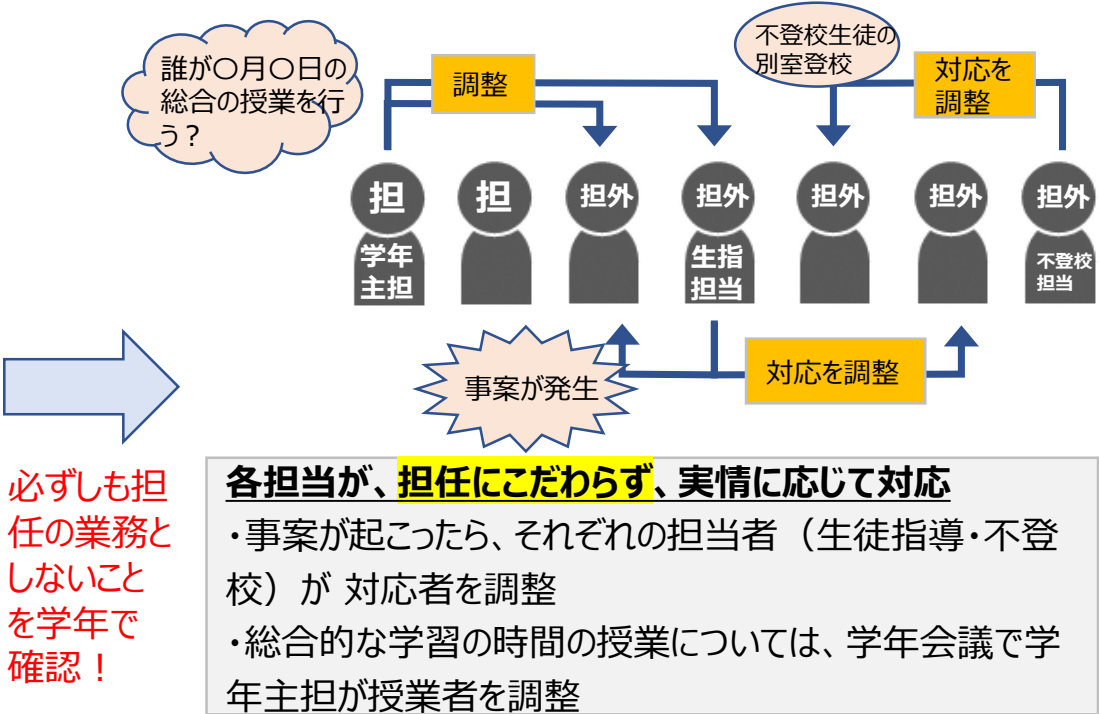 誰が〇月〇日の
総合の授業を行
う？
調整
不登校生徒の
別室登校
対応を
調整
担
担
担外
担外
担外
担外
担外
学年
主担
生指
担当
不登校
担当
事案が発生
対応を調整
必ずしも担
任の業務と
しないこと
を学年で
確認！
各担当が、担任にこだわらず、実情に応じて対応
・事案が起こったら、それぞれの担当者（生徒指導・不登
校）が 対応者を調整
・総合的な学習の時間の授業については、学年会議で学
年主担が授業者を調整